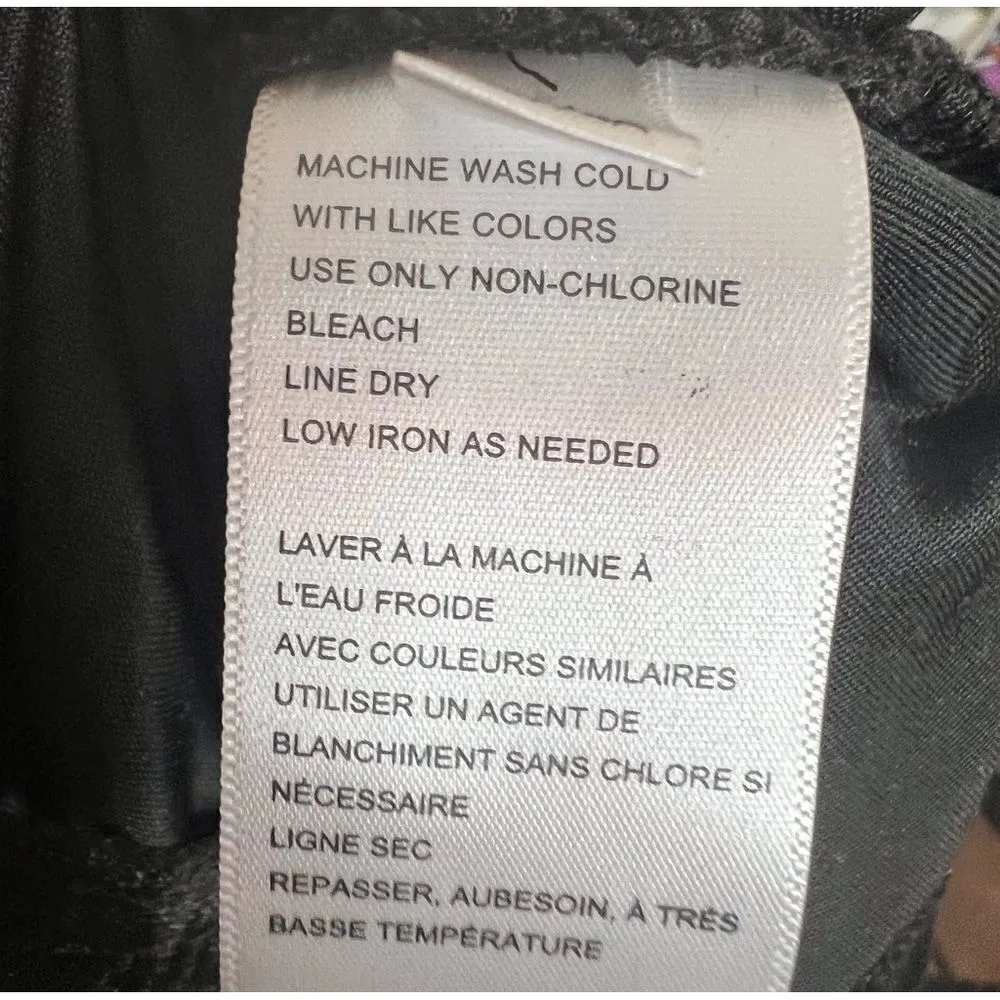 MACHINE WASH COLD
WITH LIKE COLORS
USE ONLY NON-CHLORINE
BLEACH
LINE DRY
LOW IRON AS NEEDED
LAVER À LA MACHINE À
L'EAU FROIDE
AVEC COULEURS SIMILAIRES
UTILISER UN AGENT DE
BLANCHIMENT SANS CHLORE SI
NÉCESSAIRE
LIGNE SEC
REPASSER, AUBESOIN, À TRÉS
BASSE TEMPÉRATURE